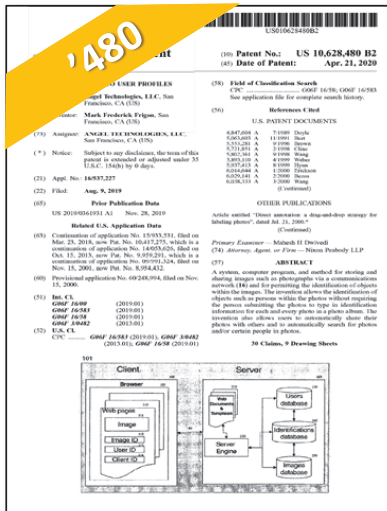 '480
US010628480B2
(10) Patent No.: US 10,628,480 B2
(45) Date of Patent: Apr. 21, 2020
O USER PROFILES
ngel Technologies, LLC, San
Francisco, CA (US)
Mark Frederick Frigon, San
Francisco, CA (US)
(73) Assignee: ANGEL TECHNOLOGIES, LLC,
San Francisco, CA (US)
(*) Notice: Subject to any disclaimer, the term of this
patent is extended or adjusted under 35
U.S.C. 154(b) by 0 days.
(21) Appl. No.: 16/537,227
(22) Filed: Aug. 9, 2019
(65) Prior Publication Data
US 2019/0361931 A1 Nov. 28, 2019
Related U.S. Application Data
(63) Continuation of application No. 15/933,531, filed on
Mar. 23, 2018, now Pat. No. 10,417,275, which is a
continuation of application No. 14/053,626, filed on
Oct. 15, 2013, now Pat. No. 9,959,291, which is a
continuation of application No. 09/991,324, filed on
Nov. 15, 2001, now Pat. No. 8,954,432.
(60) Provisional application No. 60/248,994, filed on Nov.
15, 2000.
(51) Int. Cl.
G06F 16/00 (2019.01)
G06F 16/583 (2019.01)
G06F 16/58 (2019.01)
G06F 3/0482 (2013.01)
(52) U.S. Cl.
CPC G06F 16/583 (2019.01); G06F 3/0482
(2013.01); G06F 16/58 (2019.01)
(58) Field of Classification Search
CPC G06F 16/58; G06F 16/583
See application file for complete search history.
(56) References Cited
U.S. PATENT DOCUMENTS
(Continued)
OTHER PUBLICATIONS
Article entitled "Direct annotation: a drag-and-drop strategy for
labeling photos", dated Jul. 21, 2000.*
(Continued)
Primary Examiner — Mahesh H Dwivedi
(74) Attorney, Agent, or Firm — Nixon Peabody LLP
(57) ABSTRACT
A system, computer program, and method for storing and
sharing images such as photographs via a communications
network (16) and for permitting the identification of objects
within the images. The invention allows the identification of
objects such as persons within the photos without requiring
the person submitting the photos to type in identification
information for each and every photo in a photo album. The
invention also allows users to automatically share their
photos with others and to automatically search for photos
and/or certain people in photos.
30 Claims, 9 Drawing Sheets
101
Client
Server
Browser
Web pages
Image
Image ID
User ID
Client ID
Web
Documents
&
Templates
Server
Engine
Users
database
Identifications
database
Images
database